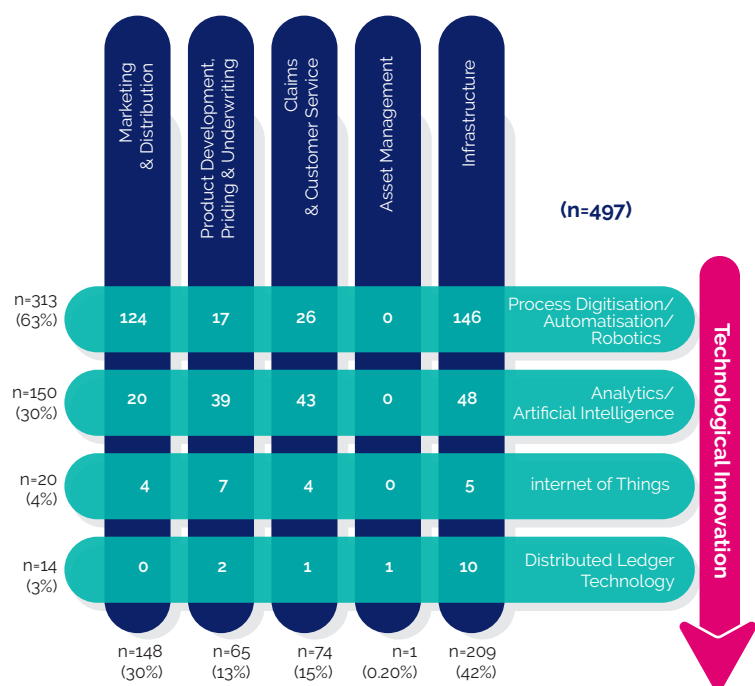 Marketing
& Distribution
Product Development,
Priding & Underwriting
Claims
& Customer Service
Asset Management
Infrastructure
(n=497)
n=313
(63%)
124
17
26
0
146
Process Digitisation/
Automatisation/
Robotics
n=150
(30%)
20
39
43
0
48
Analytics/
Artificial Intelligence
n=20
(4%)
4
7
4
0
5
internet of Things
n=14
(3%)
0
2
1
1
10
Distributed Ledger
Technology
Technological Innovation
n=148
(30%)
n=65
(13%)
n=74
(15%)
n=1
(0.20%)
n=209
(42%)